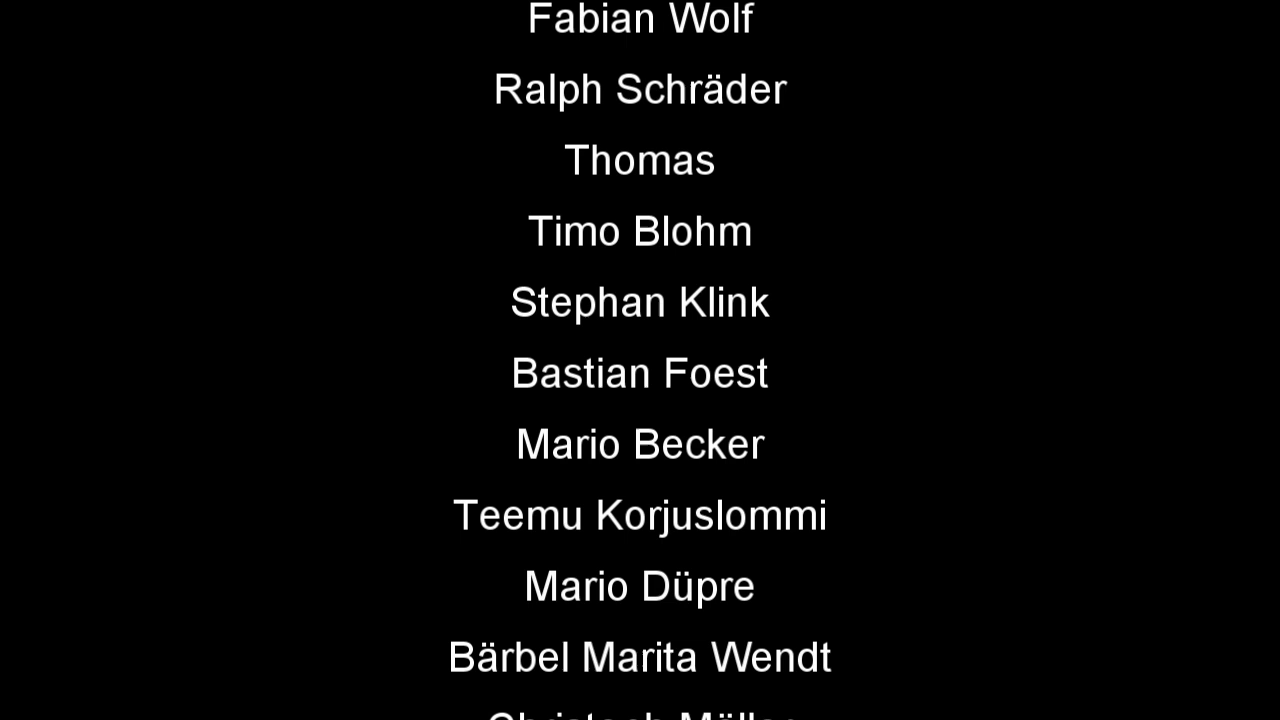 Fabian Wolf
Ralph Schräder
Thomas
Timo Blohm
Stephan Klink
Bastian Foest
Mario Becker
Teemu Korjuslommi
Mario Düpre
Bärbel Marita Wendt